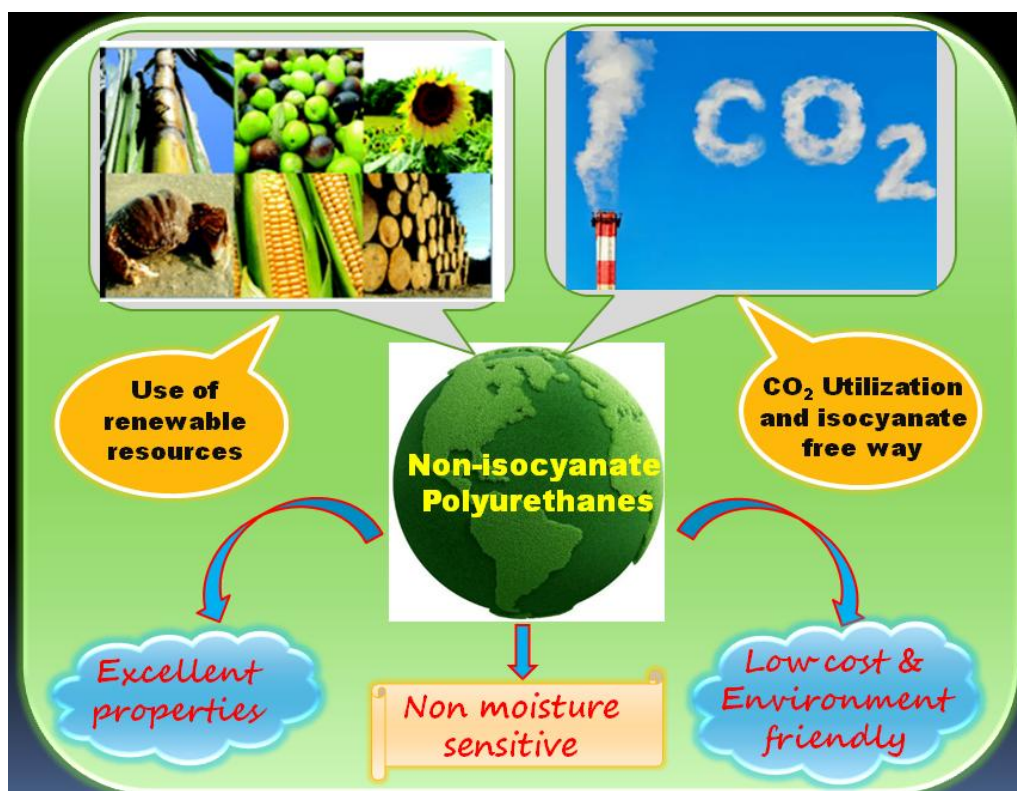 CO₂
Use of
renewable
resources
CO₂ Utilization
and isocyanate
free way
Non-isocyanate
Polyurethanes
Excellent
properties
Non moisture
sensitive
Low cost &
Environment
friendly